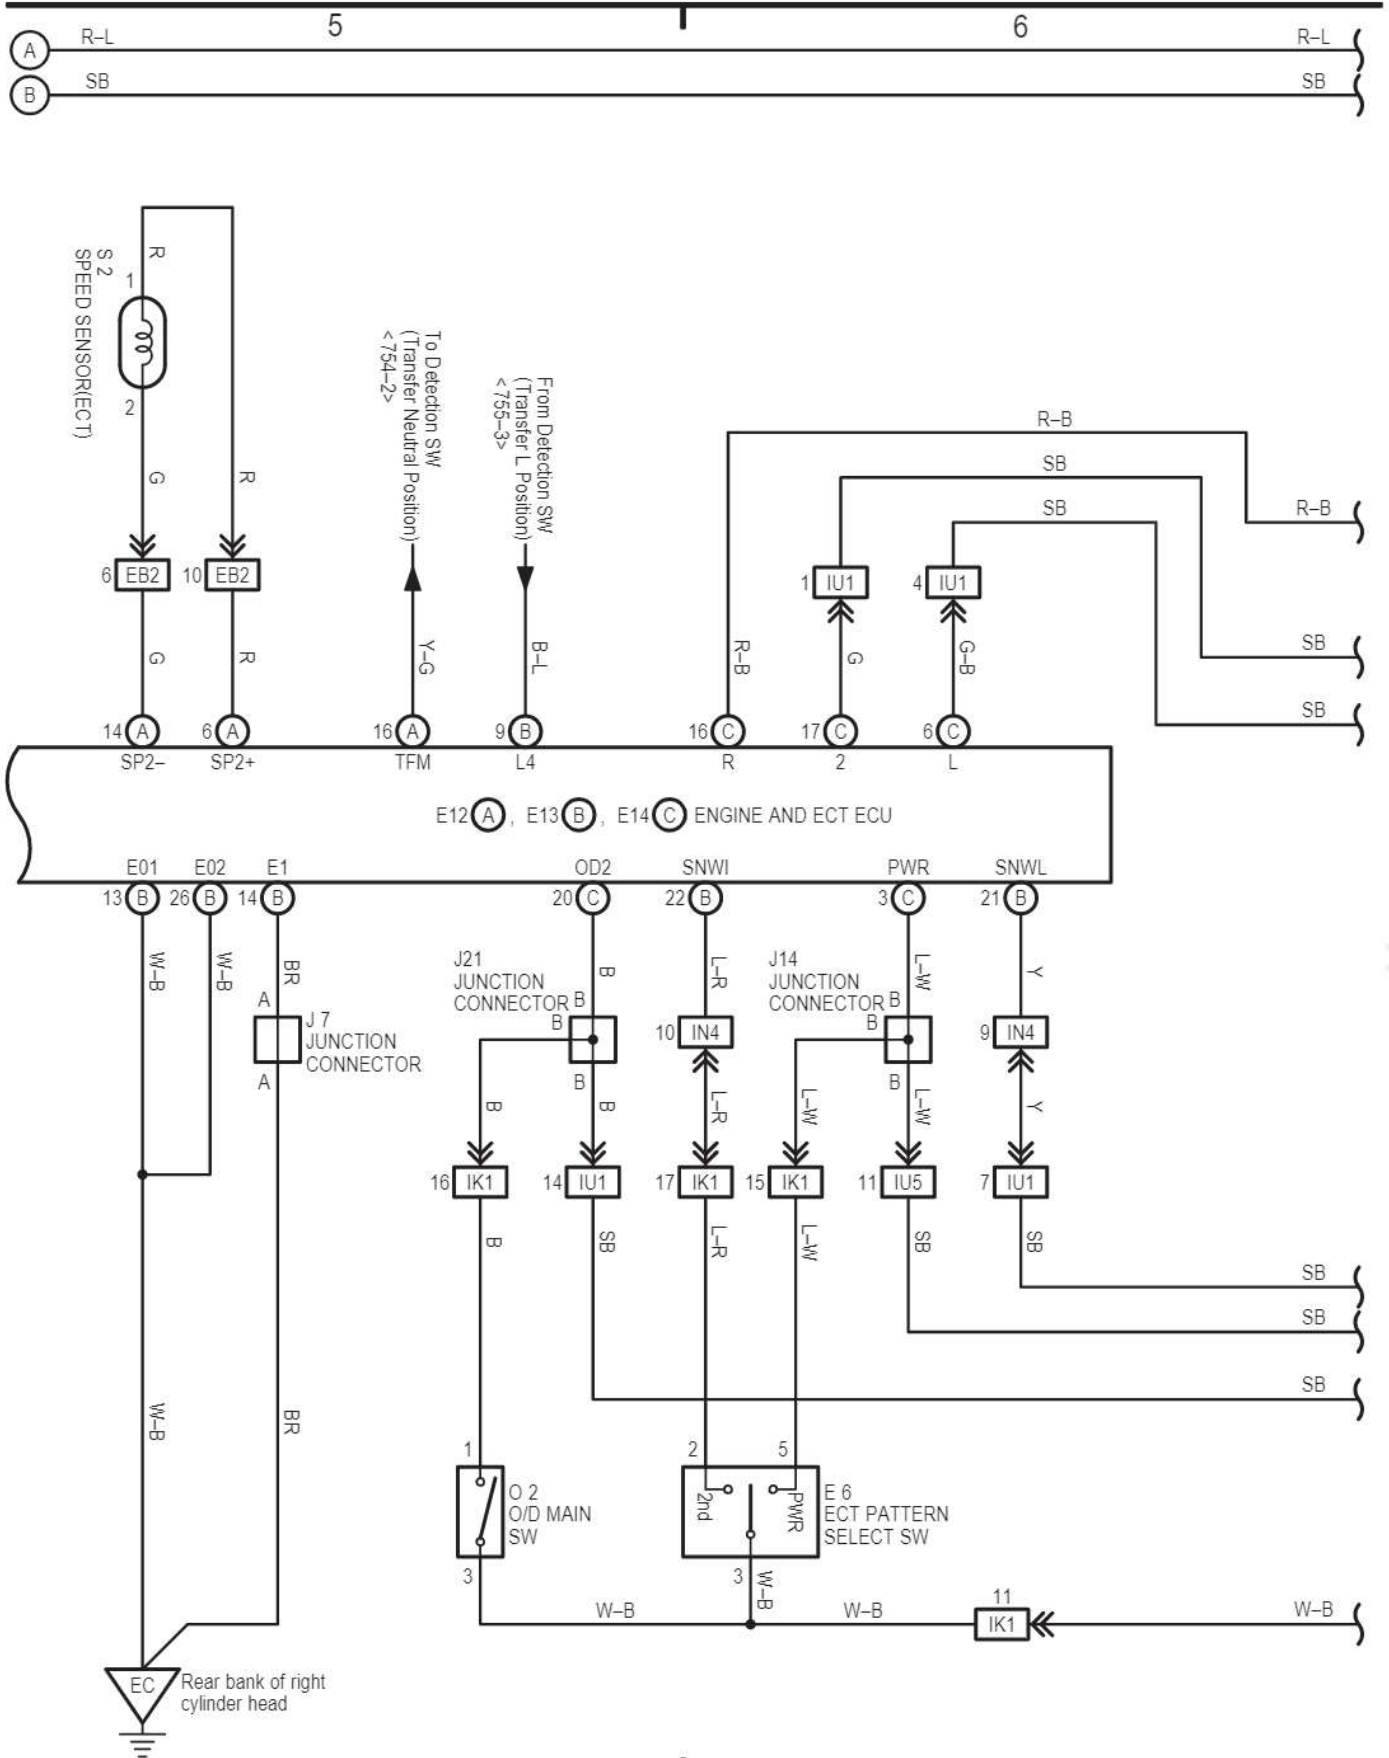 5
6
A
R–L
R–L
B
SB
SB
S 2
SPEED SENSOR(ECT)
R
1
2
G
R
To Detection SW
(Transfer Neutral Position)
<754–2>
From Detection SW
(Transfer L Position)
<755–3>
R–B
SB
SB
R–B
6 EB2
10 EB2
1 IU1
4 IU1
G
R
Y–G
B–L
R–B
G
G–B
SB
SB
14 A
6 A
16 A
9 B
16 C
17 C
6 C
SP2–
SP2+
TFM
L4
R
2
L
E12 A , E13 B , E14 C ENGINE AND ECT ECU
E01
E02
E1
OD2
SNWI
PWR
SNWL
13 B
26 B
14 B
20 C
22 B
3 C
21 B
W–B
W–B
BR
B
L–R
L–W
Y
J21
JUNCTION
CONNECTOR
J14
JUNCTION
CONNECTOR
A
B
B
B
B
J 7
JUNCTION
CONNECTOR
10 IN4
9 IN4
A
B
B
B
B
L–R
L–W
L–W
Y
16 IK1
14 IU1
17 IK1
15 IK1
11 IU5
7 IU1
B
SB
L–R
L–W
SB
SB
SB
SB
SB
W–B
BR
1
2
5
O 2
O/D MAIN
SW
2nd
PWR
E 6
ECT PATTERN
SELECT SW
3
3
W–B
W–B
W–B
11
IK1
W–B
EC
Rear bank of right
cylinder head